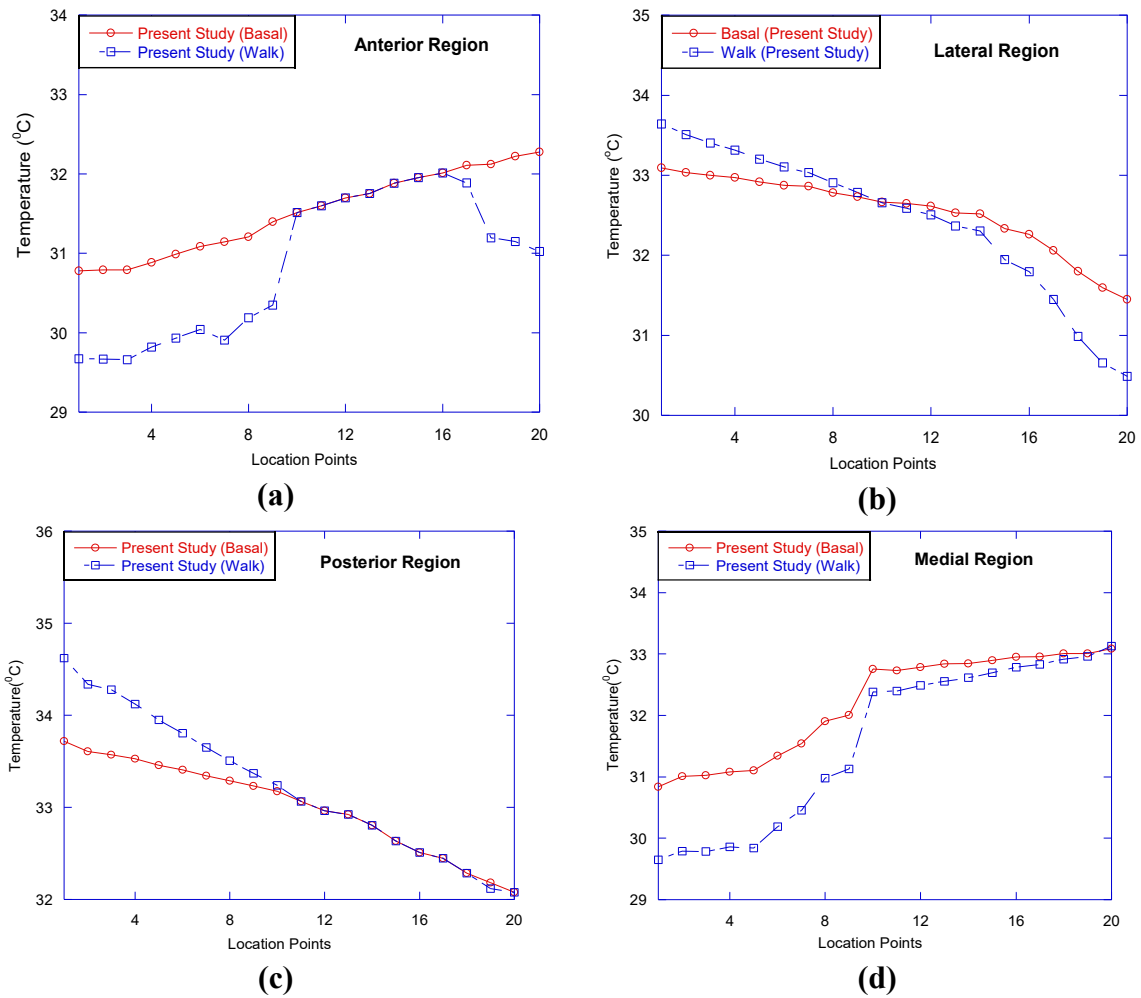 Present Study (Basal)
Present Study (Walk)
Anterior Region
34
33
32
31
30
29
Temperature (⁰C)
4
8
12
16
20
Location Points
(a)
Basal (Present Study)
Walk (Present Study)
Lateral Region
35
34
33
32
31
30
Temperature (°C)
4
8
12
16
20
Location Points
(b)
Present Study (Basal)
Present Study (Walk)
Posterior Region
36
35
34
33
32
Temperature(⁰C)
4
8
12
16
20
Location Points
(c)
Present Study (Basal)
Present Study (Walk)
Medial Region
35
34
33
32
31
30
29
Temperature(⁰C)
4
8
12
16
20
Location Points
(d)